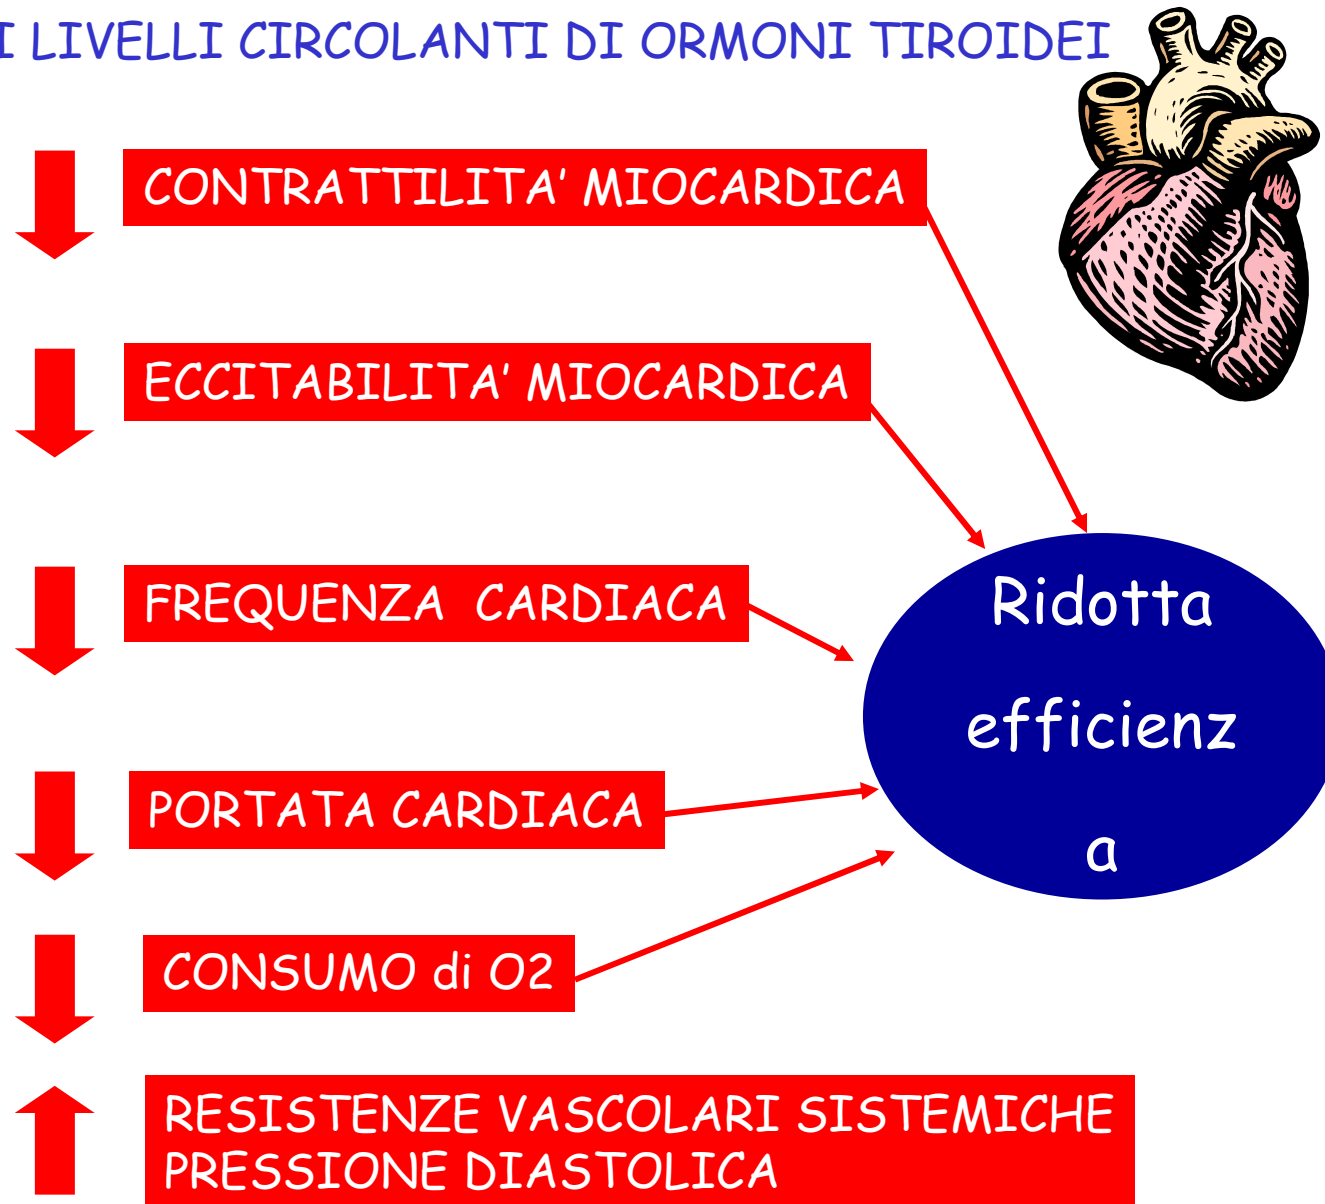 I LIVELLI CIRCOLANTI DI ORMONI TIROIDEI
CONTRATTILITA’ MIOCARDICA
ECCITABILITA’ MIOCARDICA
FREQUENZA CARDIACA
Ridotta
efficienz
a
PORTATA CARDIACA
CONSUMO di O2
RESISTENZE VASCOLARI SISTEMICHE
PRESSIONE DIASTOLICA